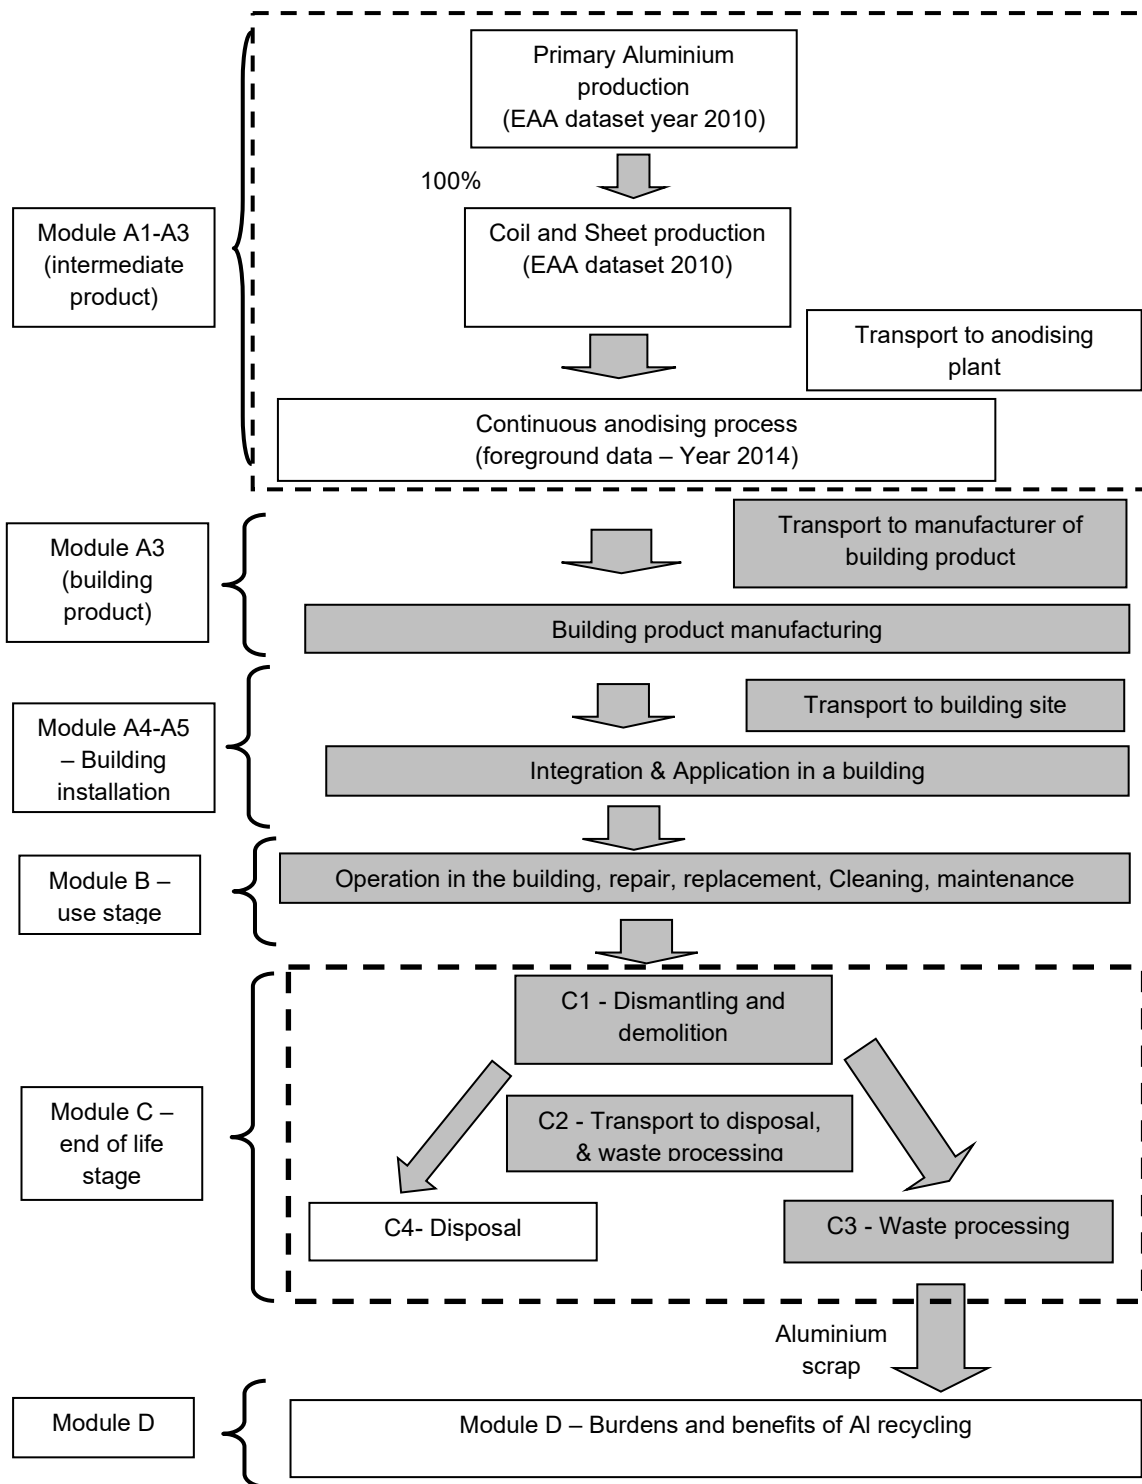 Primary Aluminium
production
(EAA dataset year 2010)
100%
Module A1-A3
(intermediate
product)
Coil and Sheet production
(EAA dataset 2010)
Transport to anodising
plant
Continuous anodising process
(foreground data – Year 2014)
Module A3
(building
product)
Transport to manufacturer of
building product
Building product manufacturing
Module A4-A5
– Building
installation
Transport to building site
Integration & Application in a building
Module B –
use stage
Operation in the building, repair, replacement, Cleaning, maintenance
Module C –
end of life
stage
C1 - Dismantling and
demolition
C2 - Transport to disposal,
& waste processing
C4- Disposal
C3 - Waste processing
Aluminium
scrap
Module D
Module D – Burdens and benefits of Al recycling